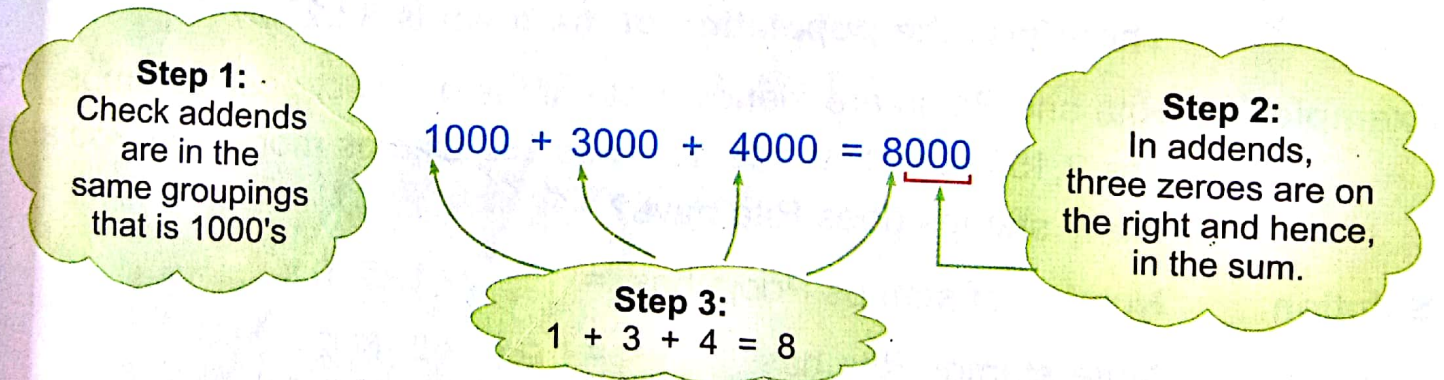 Step 1:
Check addends
are in the
same groupings
that is 1000's
1000 + 3000 + 4000 = 8000
Step 2:
In addends,
three zeroes are on
the right and hence,
in the sum.
Step 3:
1 + 3 + 4 = 8